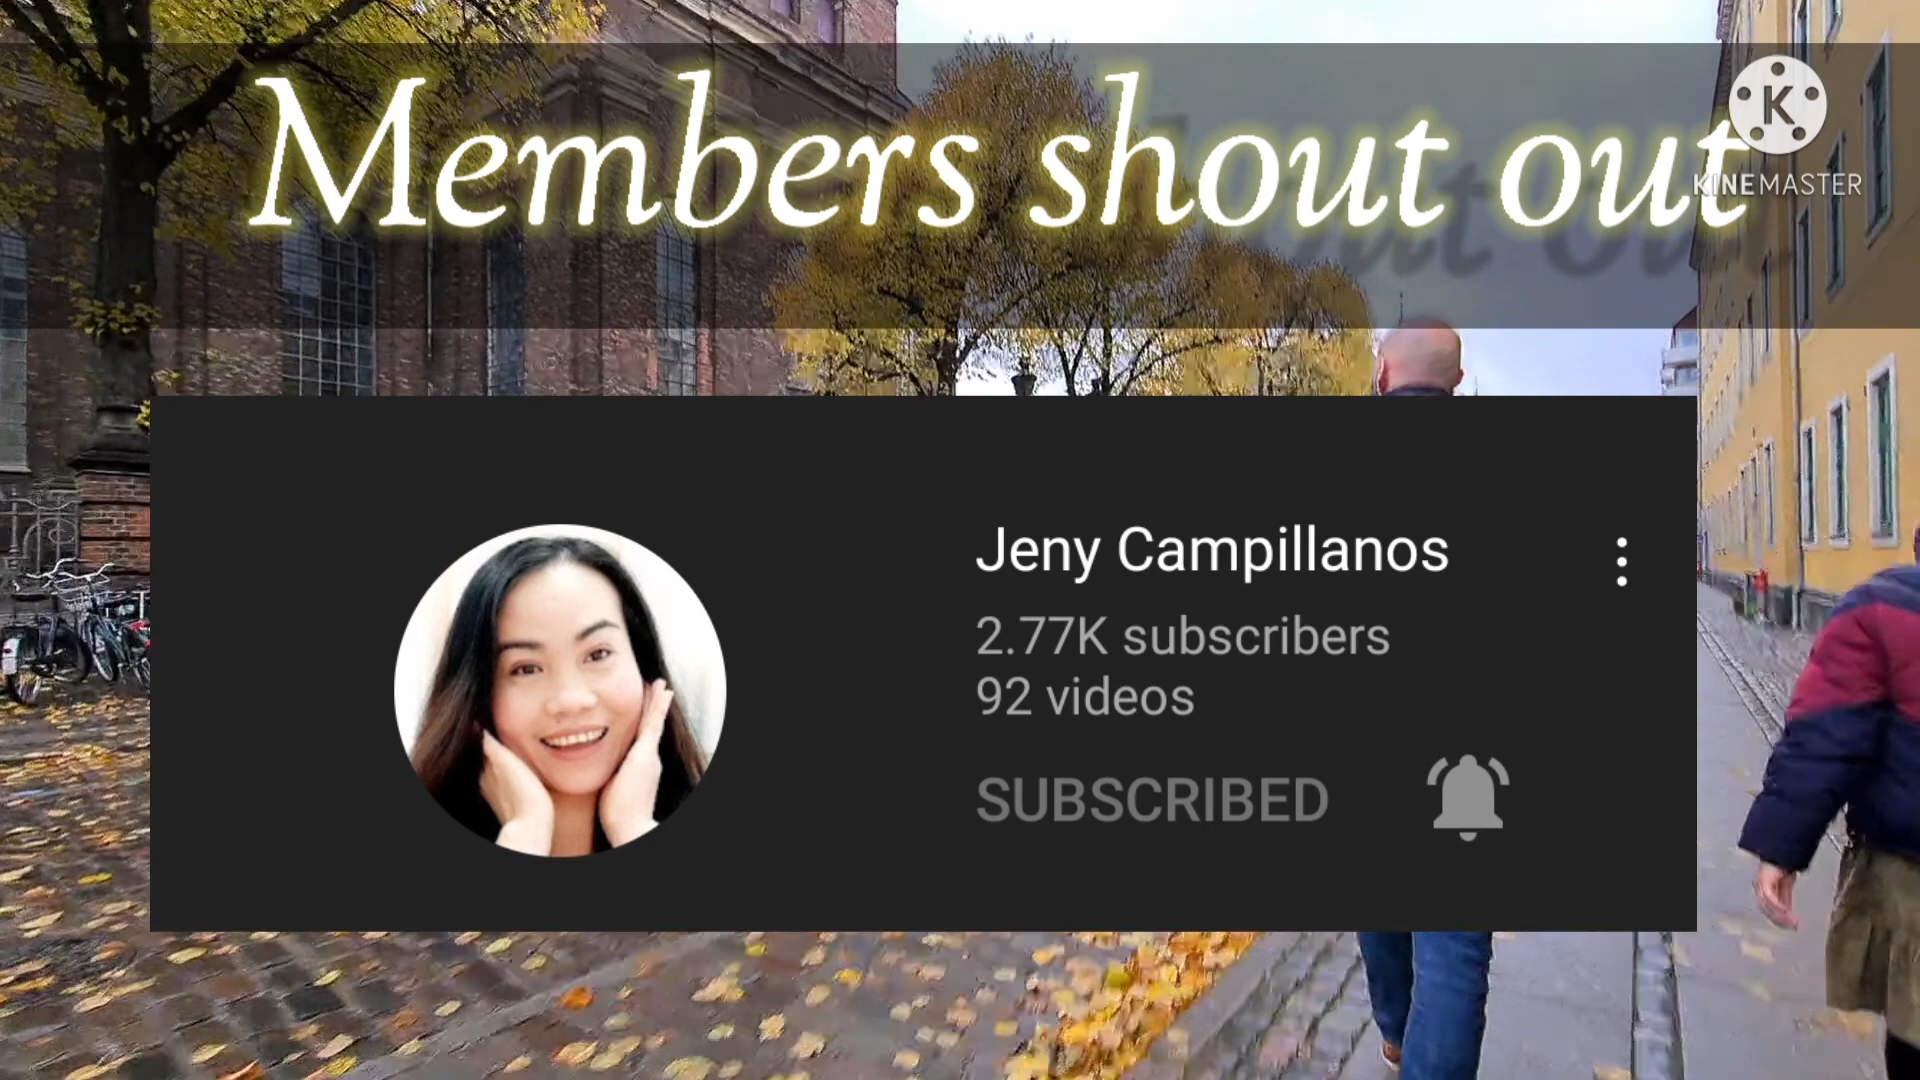 Members shout out
K
KINEMASTER
Jeny Campillanos
2.77K subscribers
92 videos
SUBSCRIBED